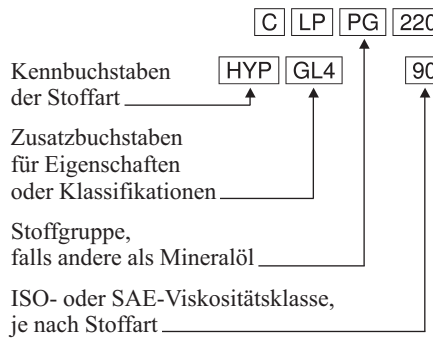 C LP PG 220
HYP GL4 90
Kennbuchstaben
der Stoffart
Zusatzbuchstaben
für Eigenschaften
oder Klassifikationen
Stoffgruppe,
falls andere als Mineralöl
ISO- oder SAE-Viskositätsklasse,
je nach Stoffart